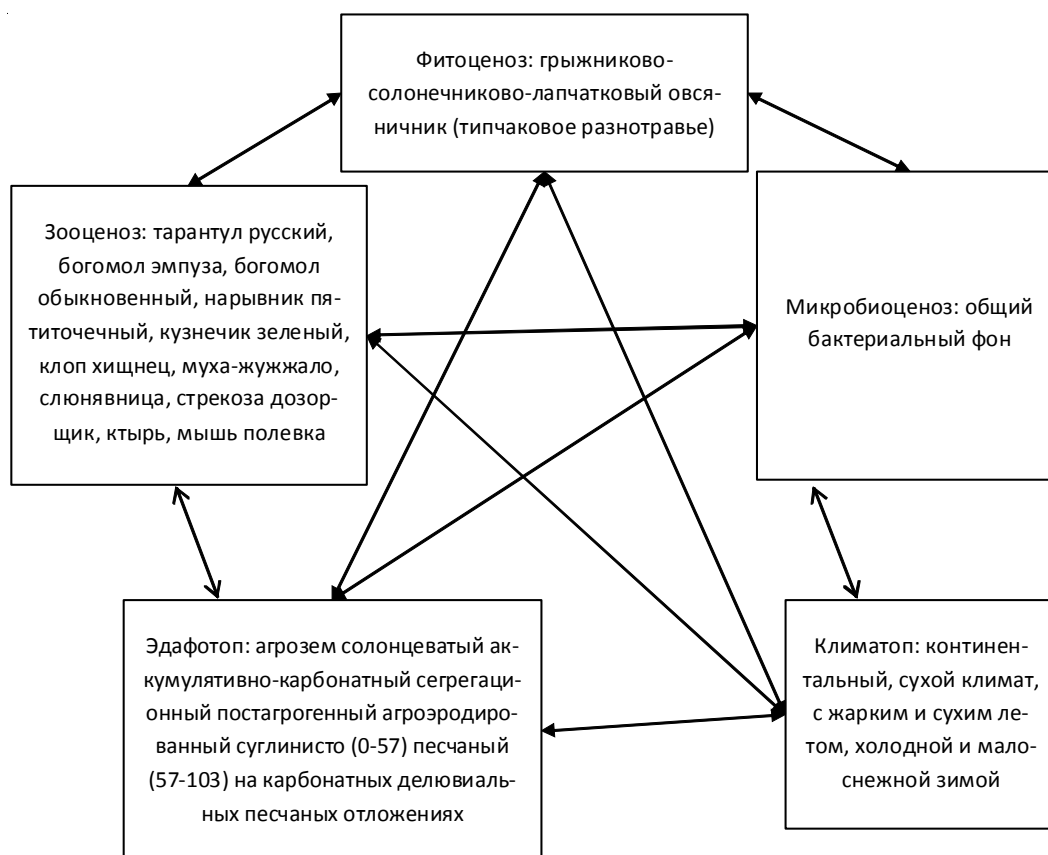 Фитоценоз: грыжниково-
солонечниково-лапчатковый овся-
ничник (типчаковое разнотравье)
Зооценоз: тарантул русский,
богомол эмпуза, богомол
обыкновенный, нарывник пя-
титочечный, кузнечик зеленый,
клоп хищнец, муха-жужжало,
слюнявница, стрекоза дозор-
щик, ктырь, мышь полевка
Микробиоценоз: общий
бактериальный фон
Эдафотоп: агрозем солонцеватый ак-
кумулятивно-карбонатный сегрегаци-
онный постагрогенный агроэродиро-
ванный суглинисто (0-57) песчаный
(57-103) на карбонатных делювиаль-
ных песчаных отложениях
Климатоп: континен-
тальный, сухой климат,
с жарким и сухим ле-
том, холодной и мало-
снежной зимой